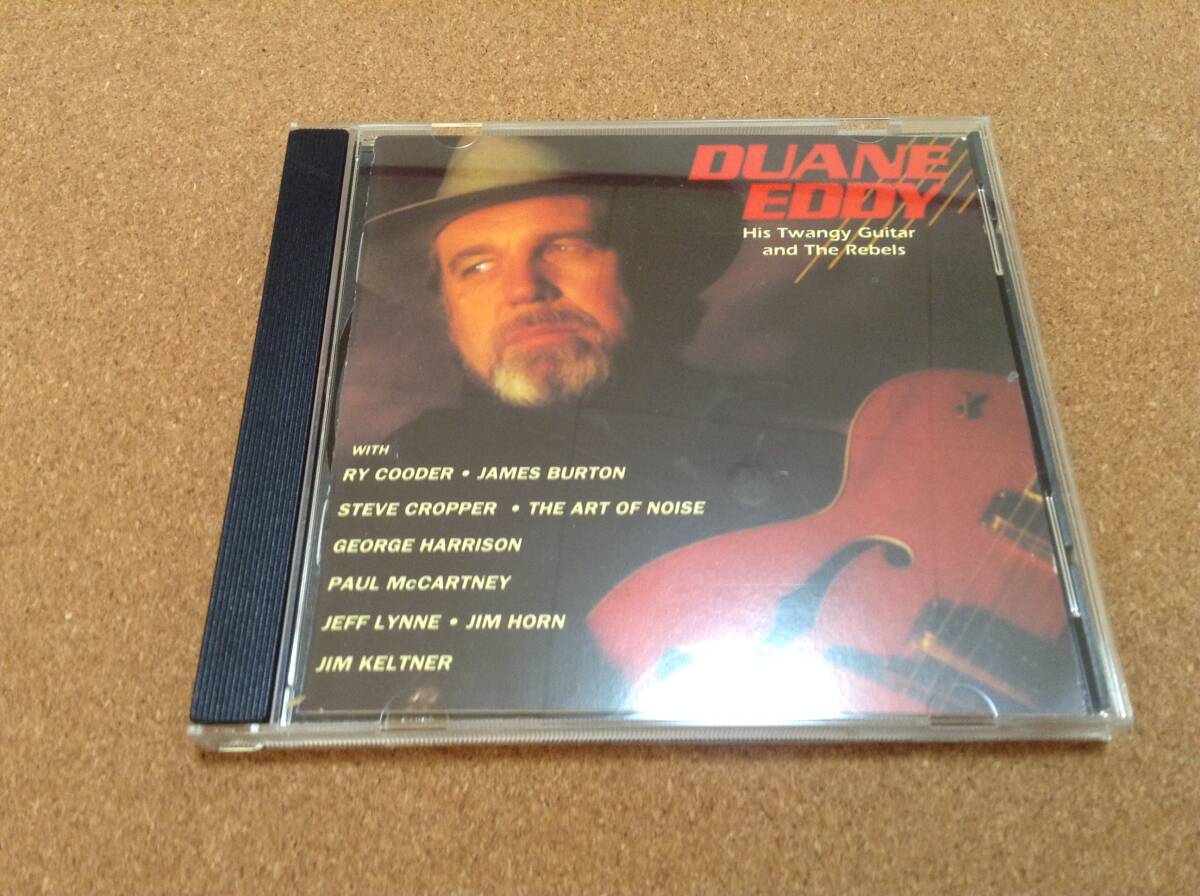 DUANE
EDDY
His Twangy Guitar
and The Rebels
WITH
RY COODER • JAMES BURTON
STEVE CROPPER • THE ART OF NOISE
GEORGE HARRISON
PAUL McCARTNEY
JEFF LYNNE • JIM HORN
JIM KELTNER